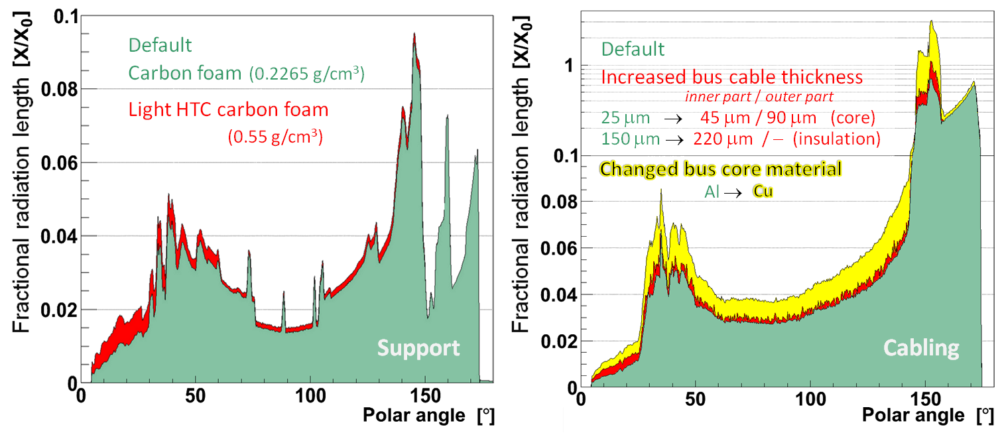 Fractional radiation length [X/X₀]
0.1
0.08
0.06
0.04
0.02
0
Default
Carbon foam (0.2265 g/cm³)
Light HTC carbon foam
(0.55 g/cm³)
Support
0 50 100 150
Polar angle [°]
Fractional radiation length [X/X₀]
1
0.1
0.08
0.06
0.04
0.02
0
Default
Increased bus cable thickness
inner part / outer part
25 μm → 45 μm / 90 μm (core)
150 μm → 220 μm / – (insulation)
Changed bus core material
Al → Cu
Cabling
0 50 100 150
Polar angle [°]